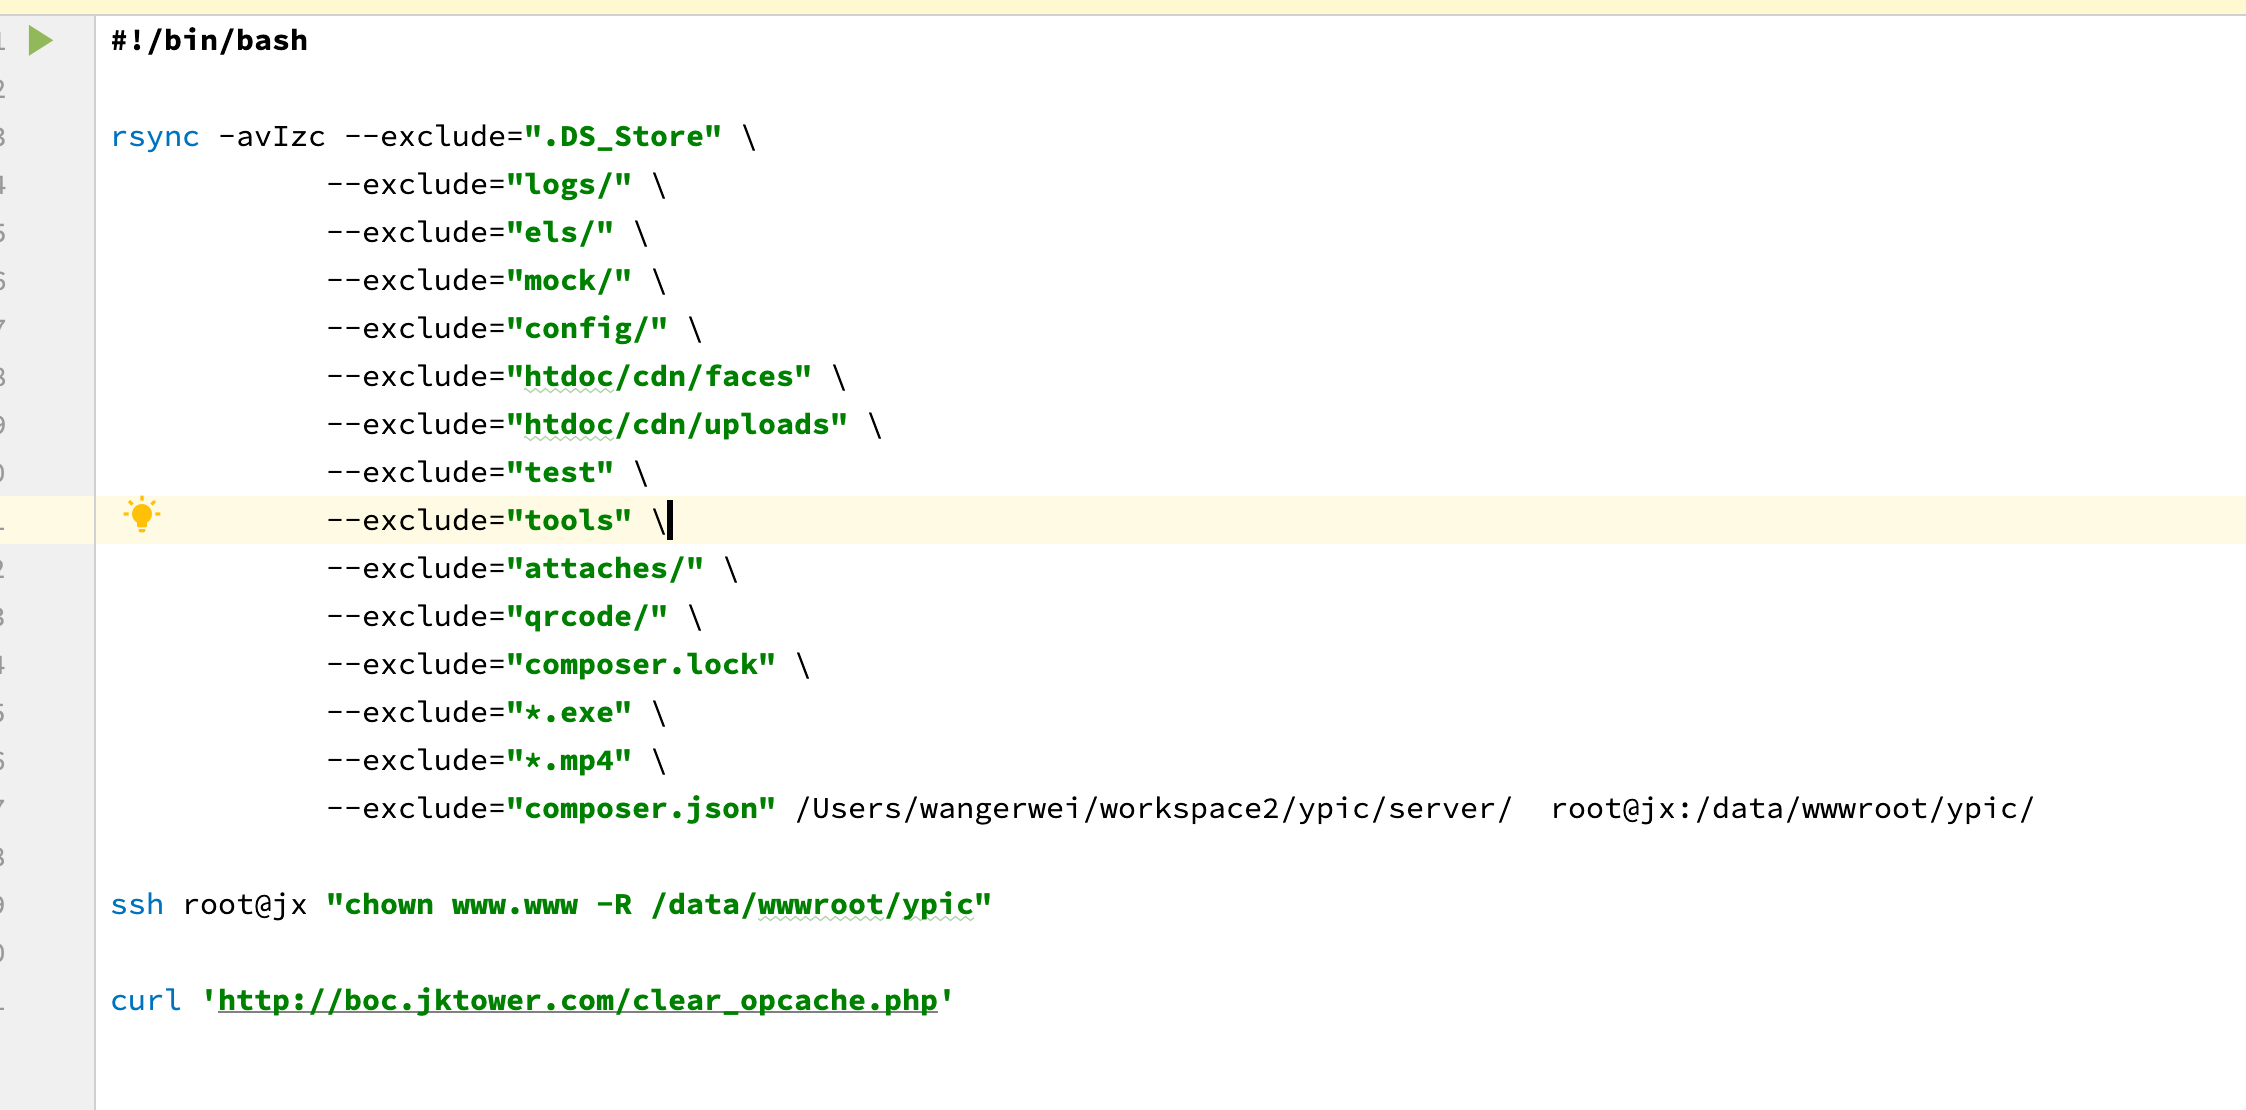 #!/bin/bash
rsync -avIzc --exclude=".DS_Store" \
--exclude="logs/" \
--exclude="els/" \
--exclude="mock/" \
--exclude="config/" \
--exclude="htdoc/cdn/faces" \
--exclude="htdoc/cdn/uploads" \
--exclude="test" \
--exclude="tools" \
--exclude="attaches/" \
--exclude="qrcode/" \
--exclude="composer.lock" \
--exclude="*.exe" \
--exclude="*.mp4" \
--exclude="composer.json" /Users/wangerwei/workspace2/ypic/server/  root@jx:/data/wwwroot/ypic/
ssh root@jx "chown www.www -R /data/wwwroot/ypic"
curl 'http://boc.jktower.com/clear_opcache.php'